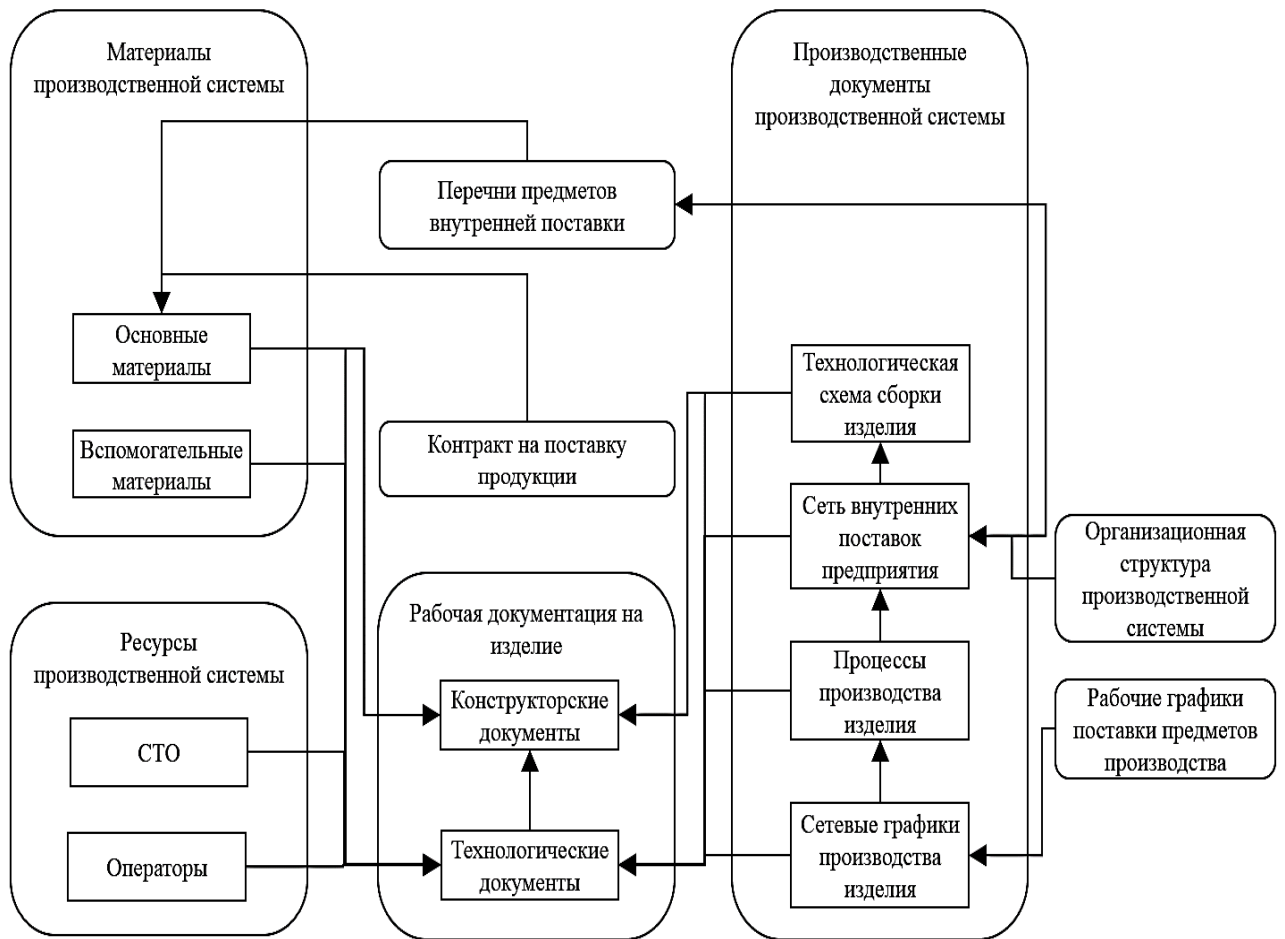 Материалы
производственной системы
Основные
материалы
Вспомогательные
материалы
Ресурсы
производственной системы
СТО
Операторы
Перечни предметов
внутренней поставки
Контракт на поставку
продукции
Рабочая документация на
изделие
Конструкторские
документы
Технологические
документы
Производственные
документы
производственной системы
Технологическая
схема сборки
изделия
Сеть внутренних
поставок
предприятия
Процессы
производства
изделия
Сетевые графики
производства
изделия
Организационная
структура
производственной
системы
Рабочие графики
поставки предметов
производства